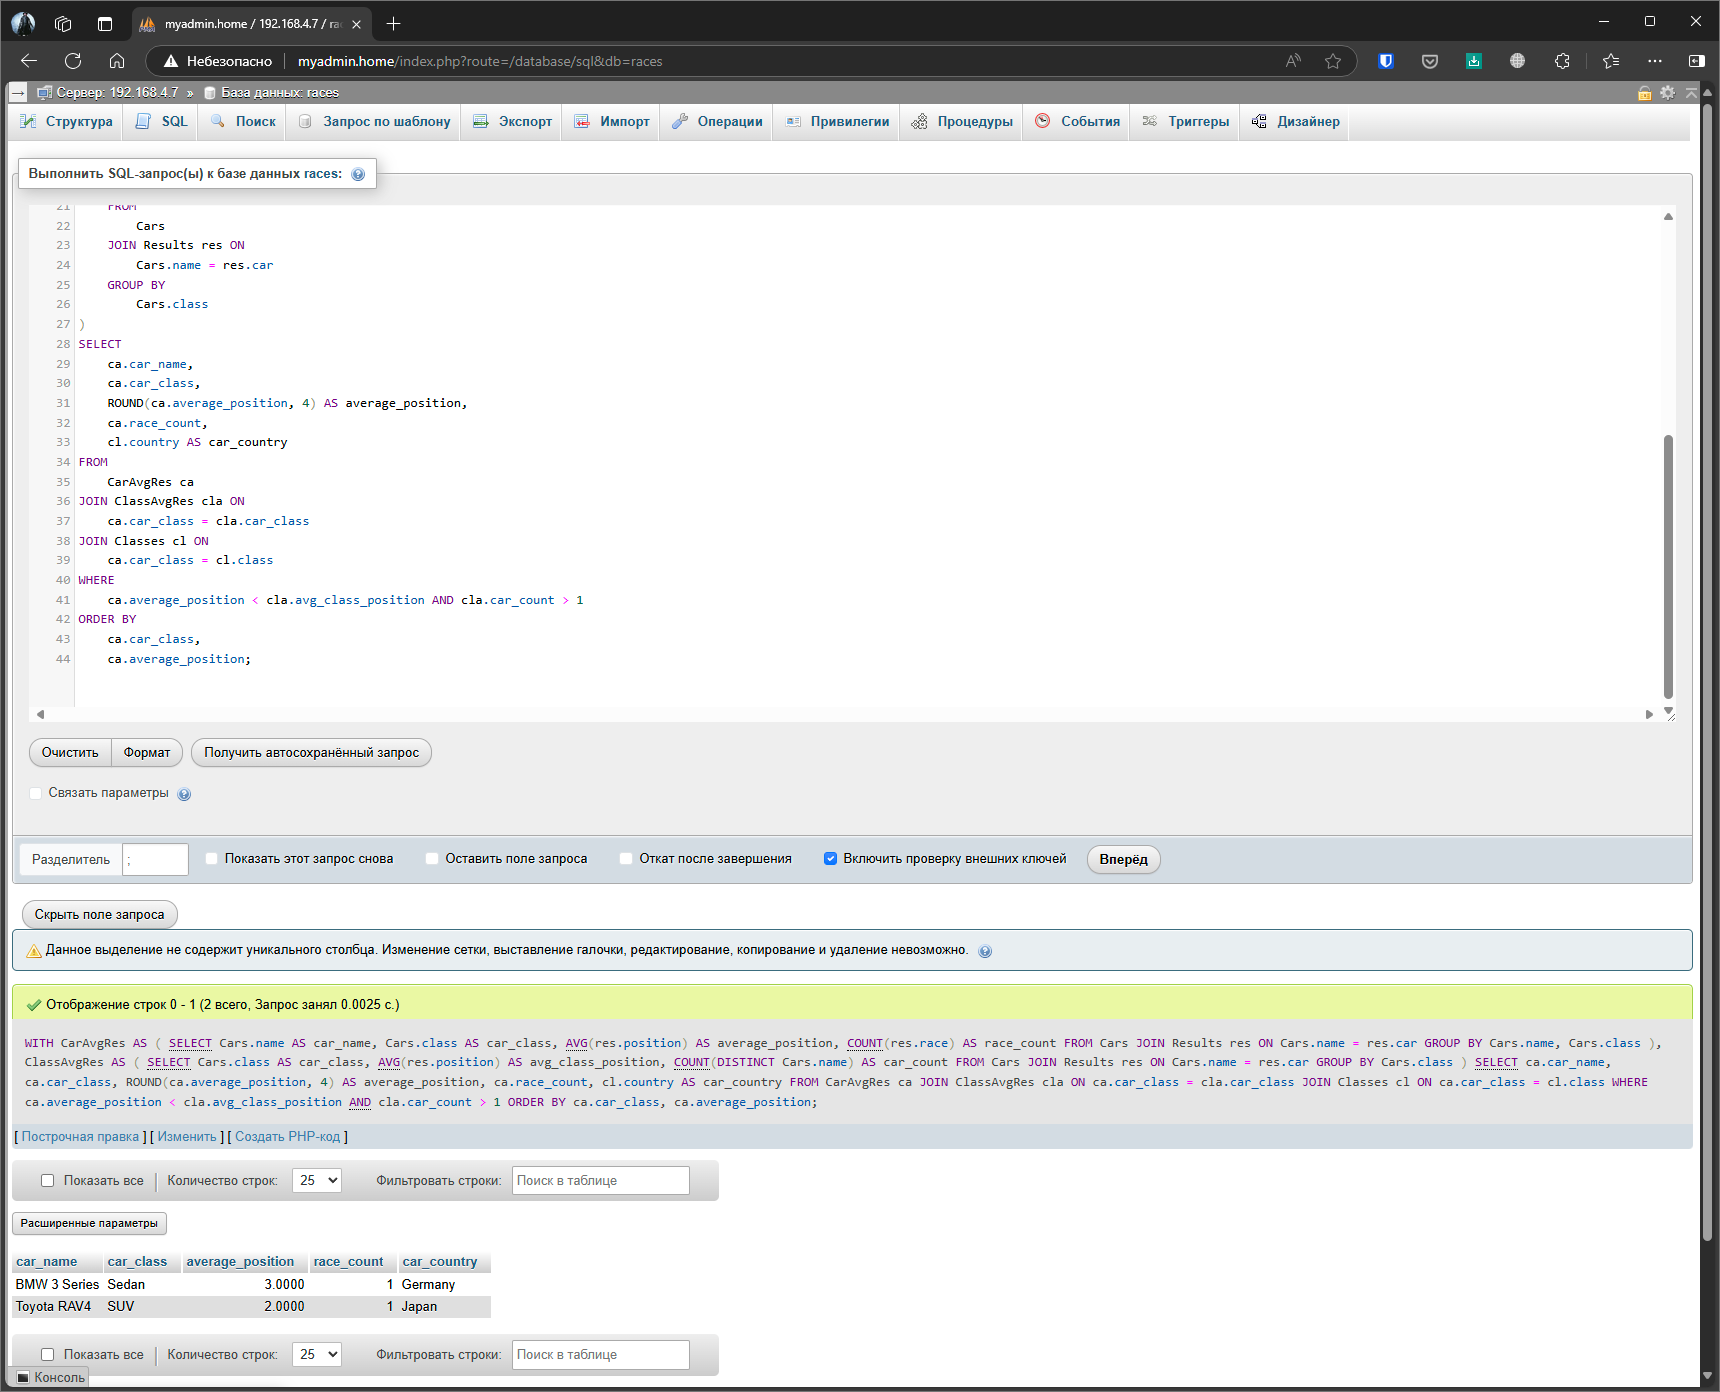 myadmin.home / 192.168.4.7 / ra
Небезопасно myadmin.home/index.php?route=/database/sql&db=races
Сервер: 192.168.4.7 » База данных: races
Структура SQL Поиск Запрос по шаблону Экспорт Импорт Операции Привилегии Процедуры События Триггеры Дизайнер
Выполнить SQL-запрос(ы) к базе данных races:
21 FROM
22 Cars
23 JOIN Results res ON
24 Cars.name = res.car
25 GROUP BY
26 Cars.class
27 )
28 SELECT
29 ca.car_name,
30 ca.car_class,
31 ROUND(ca.average_position, 4) AS average_position,
32 ca.race_count,
33 cl.country AS car_country
34 FROM
35 CarAvgRes ca
36 JOIN ClassAvgRes cla ON
37 ca.car_class = cla.car_class
38 JOIN Classes cl ON
39 ca.car_class = cl.class
40 WHERE
41 ca.average_position < cla.avg_class_position AND cla.car_count > 1
42 ORDER BY
43 ca.car_class,
44 ca.average_position;
Очистить Формат Получить автосохранённый запрос
Связать параметры
Разделитель ; Показать этот запрос снова Оставить поле запроса Откат после завершения Включить проверку внешних ключей Вперёд
Скрыть поле запроса
Данное выделение не содержит уникального столбца. Изменение сетки, выставление галочки, редактирование, копирование и удаление невозможно.
Отображение строк 0 - 1 (2 всего, Запрос занял 0.0025 с.)
WITH CarAvgRes AS ( SELECT Cars.name AS car_name, Cars.class AS car_class, AVG(res.position) AS average_position, COUNT(res.race) AS race_count FROM Cars JOIN Results res ON Cars.name = res.car GROUP BY Cars.name, Cars.class ),
ClassAvgRes AS ( SELECT Cars.class AS car_class, AVG(res.position) AS avg_class_position, COUNT(DISTINCT Cars.name) AS car_count FROM Cars JOIN Results res ON Cars.name = res.car GROUP BY Cars.class ) SELECT ca.car_name,
ca.car_class, ROUND(ca.average_position, 4) AS average_position, ca.race_count, cl.country AS car_country FROM CarAvgRes ca JOIN ClassAvgRes cla ON ca.car_class = cla.car_class JOIN Classes cl ON ca.car_class = cl.class WHERE
ca.average_position < cla.avg_class_position AND cla.car_count > 1 ORDER BY ca.car_class, ca.average_position;
[ Построчная правка ] [ Изменить ] [ Создать PHP-код ]
Показать все Количество строк: 25 Фильтровать строки: Поиск в таблице
Расширенные параметры
car_name car_class average_position race_count car_country
BMW 3 Series Sedan 3.0000 1 Germany
Toyota RAV4 SUV 2.0000 1 Japan
Показать все Количество строк: 25 Фильтровать строки: Поиск в таблице
Консоль